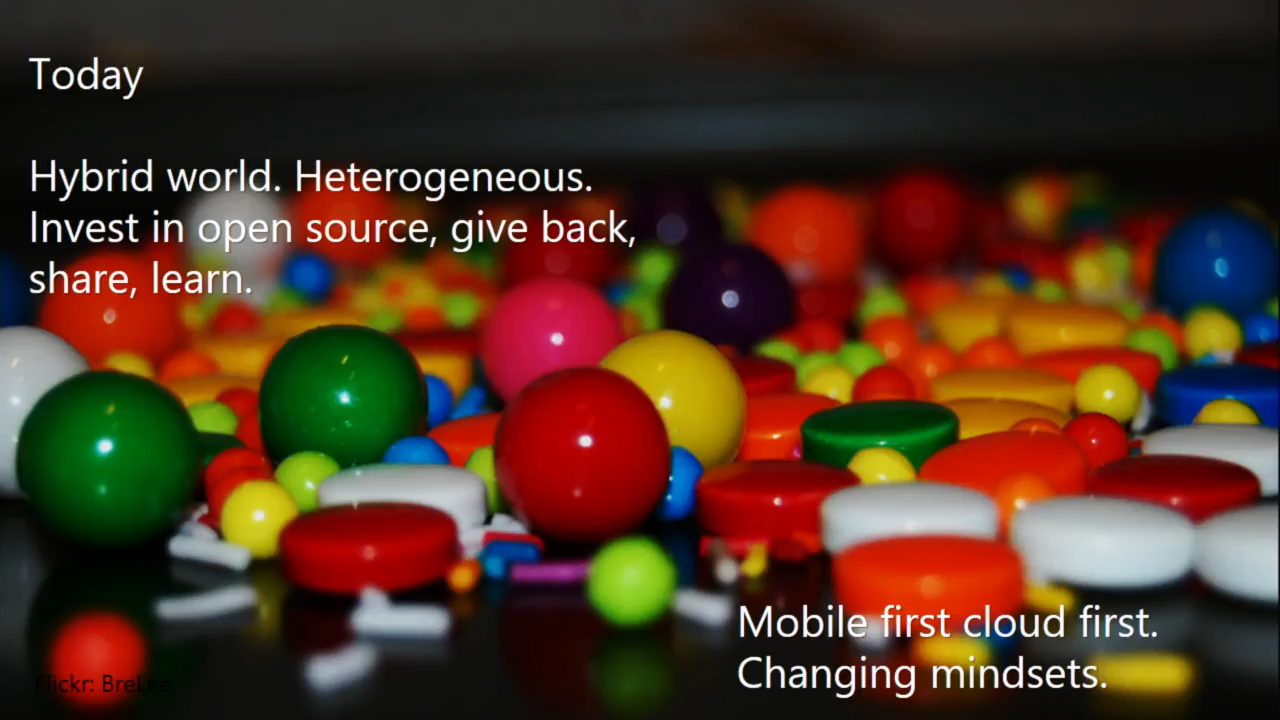 Today
Hybrid world. Heterogeneous.
Invest in open source, give back,
share, learn.
Mobile first cloud first.
Changing mindsets.
Flickr: BreLee